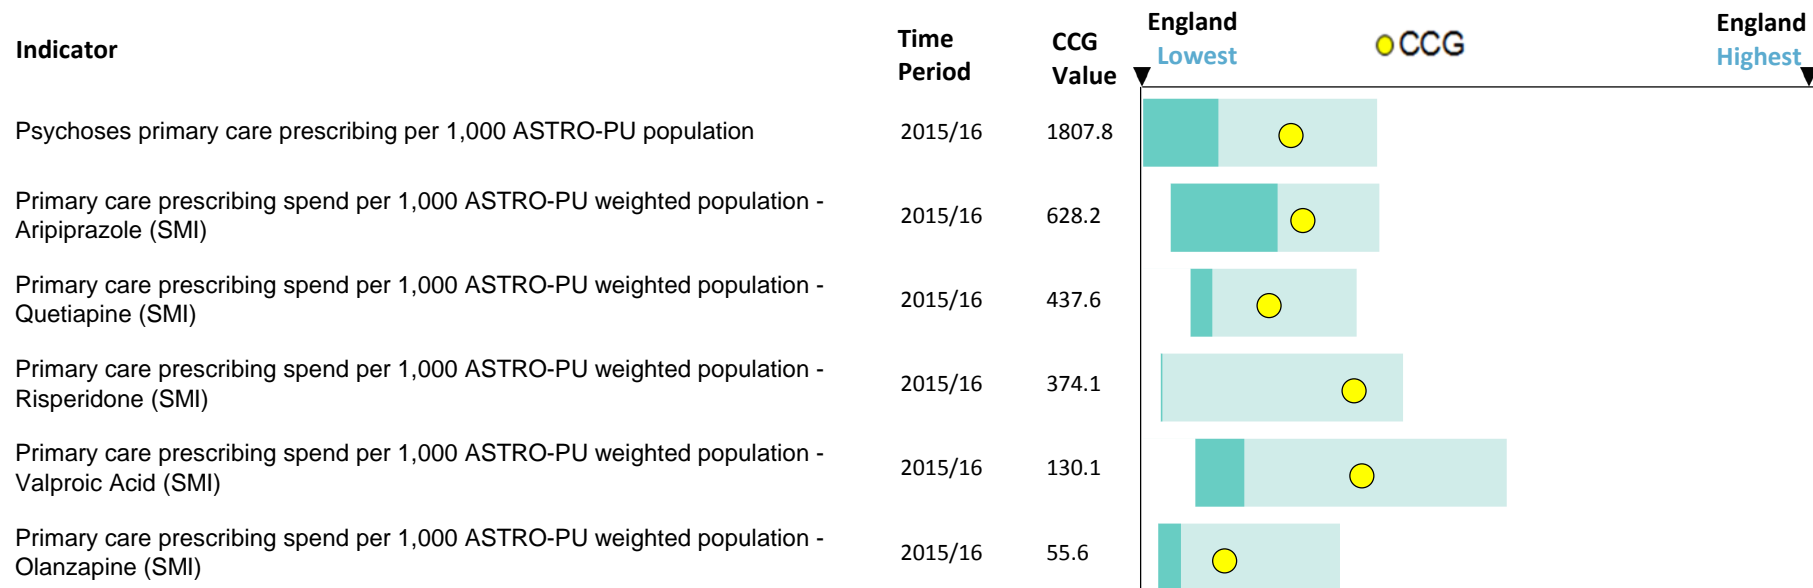 Indicator
Time Period
CCG Value
England Lowest
CCG
England Highest
Psychoses primary care prescribing per 1,000 ASTRO-PU population 2015/16 1807.8
Primary care prescribing spend per 1,000 ASTRO-PU weighted population -
Aripiprazole (SMI) 2015/16 628.2
Primary care prescribing spend per 1,000 ASTRO-PU weighted population -
Quetiapine (SMI) 2015/16 437.6
Primary care prescribing spend per 1,000 ASTRO-PU weighted population -
Risperidone (SMI) 2015/16 374.1
Primary care prescribing spend per 1,000 ASTRO-PU weighted population -
Valproic Acid (SMI) 2015/16 130.1
Primary care prescribing spend per 1,000 ASTRO-PU weighted population -
Olanzapine (SMI) 2015/16 55.6